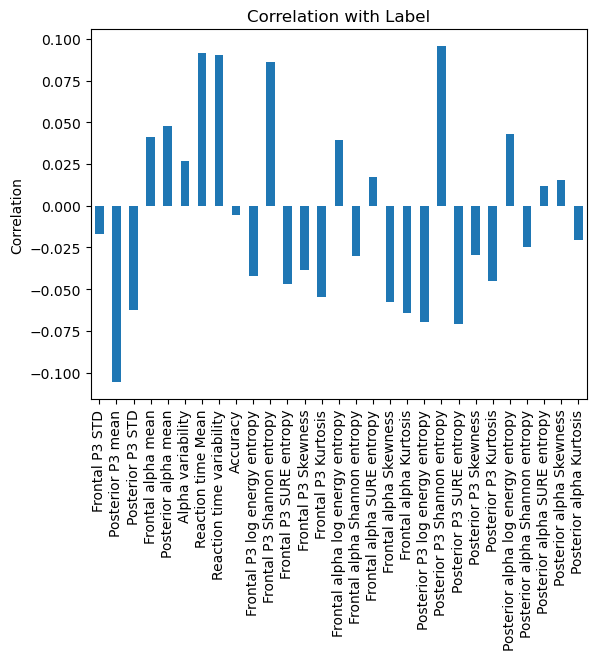 Correlation with Label
Correlation
0.100
0.075
0.050
0.025
0.000
−0.025
−0.050
−0.075
−0.100
Frontal P3 STD
Posterior P3 mean
Posterior P3 STD
Frontal alpha mean
Posterior alpha mean
Alpha variability
Reaction time Mean
Reaction time variability
Accuracy
Frontal P3 log energy entropy
Frontal P3 Shannon entropy
Frontal P3 SURE entropy
Frontal P3 Skewness
Frontal P3 Kurtosis
Frontal alpha log energy entropy
Frontal alpha Shannon entropy
Frontal alpha SURE entropy
Frontal alpha Skewness
Frontal alpha Kurtosis
Posterior P3 log energy entropy
Posterior P3 Shannon entropy
Posterior P3 SURE entropy
Posterior P3 Skewness
Posterior P3 Kurtosis
Posterior alpha log energy entropy
Posterior alpha Shannon entropy
Posterior alpha SURE entropy
Posterior alpha Skewness
Posterior alpha Kurtosis